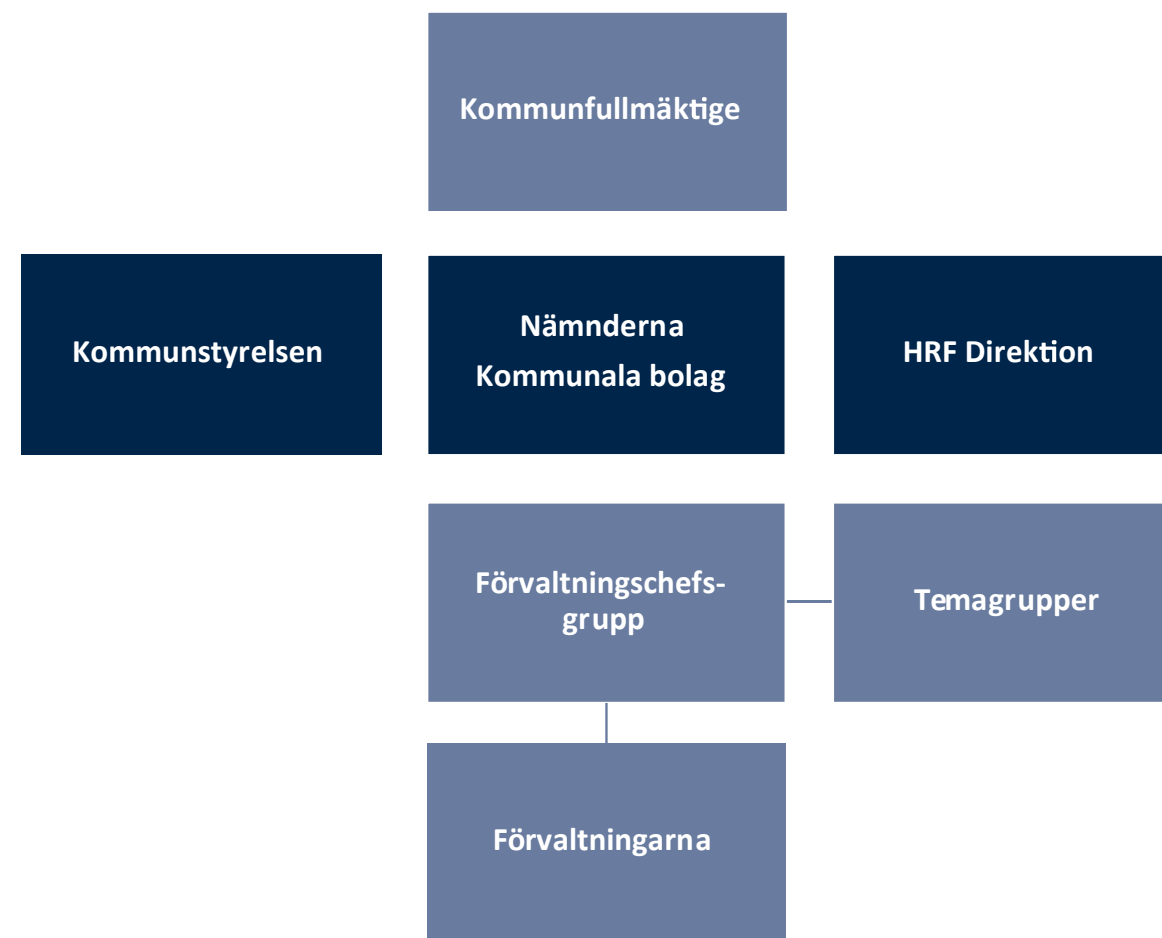 Kommunfullmäktige
Kommunstyrelsen
Nämnderna
Kommunala bolag
HRF Direktion
Förvaltningschefs-
grupp
Temagrupper
Förvaltningarna